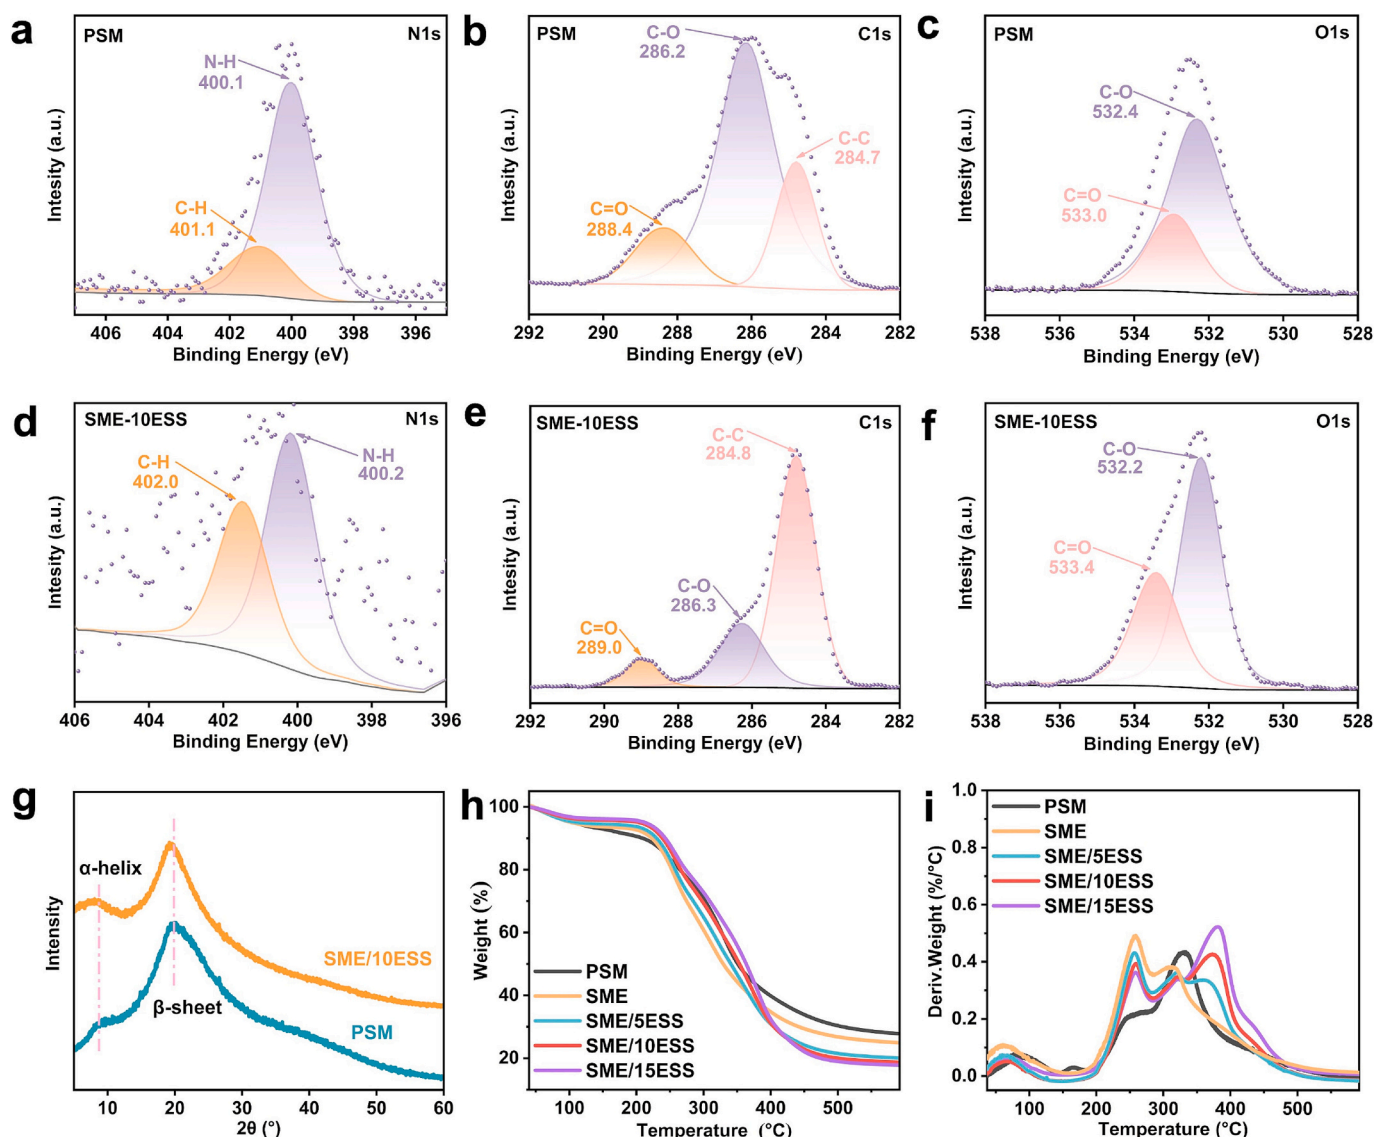 a
PSM
N1s
N-H
400.1
C-H
401.1
Intesity (a.u.)
406 404 402 400 398 396
Binding Energy (eV)
b
PSM
C1s
C-O
286.2
C-C
284.7
C=O
288.4
Intesity (a.u.)
292 290 288 286 284 282
Binding Energy (eV)
c
PSM
O1s
C-O
532.4
C=O
533.0
Intesity (a.u.)
538 536 534 532 530 528
Binding Energy (eV)
d
SME-10ESS
N1s
C-H
402.0
N-H
400.2
Intesity (a.u.)
406 404 402 400 398 396
Binding Energy (eV)
e
SME-10ESS
C1s
C-C
284.8
C-O
286.3
C=O
289.0
Intesity (a.u.)
292 290 288 286 284 282
Binding Energy (eV)
f
SME-10ESS
O1s
C-O
532.2
C=O
533.4
Intesity (a.u.)
538 536 534 532 530 528
Binding Energy (eV)
g
α-helix
SME/10ESS
β-sheet
PSM
Intensity
10 20 30 40 50 60
2θ (°)
h
100
80
60
40
20
Weight (%)
PSM
SME
SME/5ESS
SME/10ESS
SME/15ESS
100 200 300 400 500
Temperature (°C)
i
1.0
0.8
0.6
0.4
0.2
0.0
Deriv.Weight (%/°C)
PSM
SME
SME/5ESS
SME/10ESS
SME/15ESS
100 200 300 400 500
Temperature (°C)